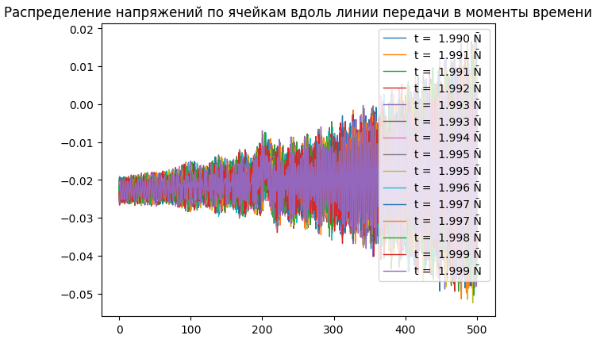 Распределение напряжений по ячейкам вдоль линии передачи в моменты времени
0.02
0.01
0.00
−0.01
−0.02
−0.03
−0.04
−0.05
t =  1.990 Ñ
t =  1.991 Ñ
t =  1.991 Ñ
t =  1.992 Ñ
t =  1.993 Ñ
t =  1.993 Ñ
t =  1.994 Ñ
t =  1.995 Ñ
t =  1.995 Ñ
t =  1.996 Ñ
t =  1.997 Ñ
t =  1.997 Ñ
t =  1.998 Ñ
t =  1.999 Ñ
t =  1.999 Ñ
0 100 200 300 400 500